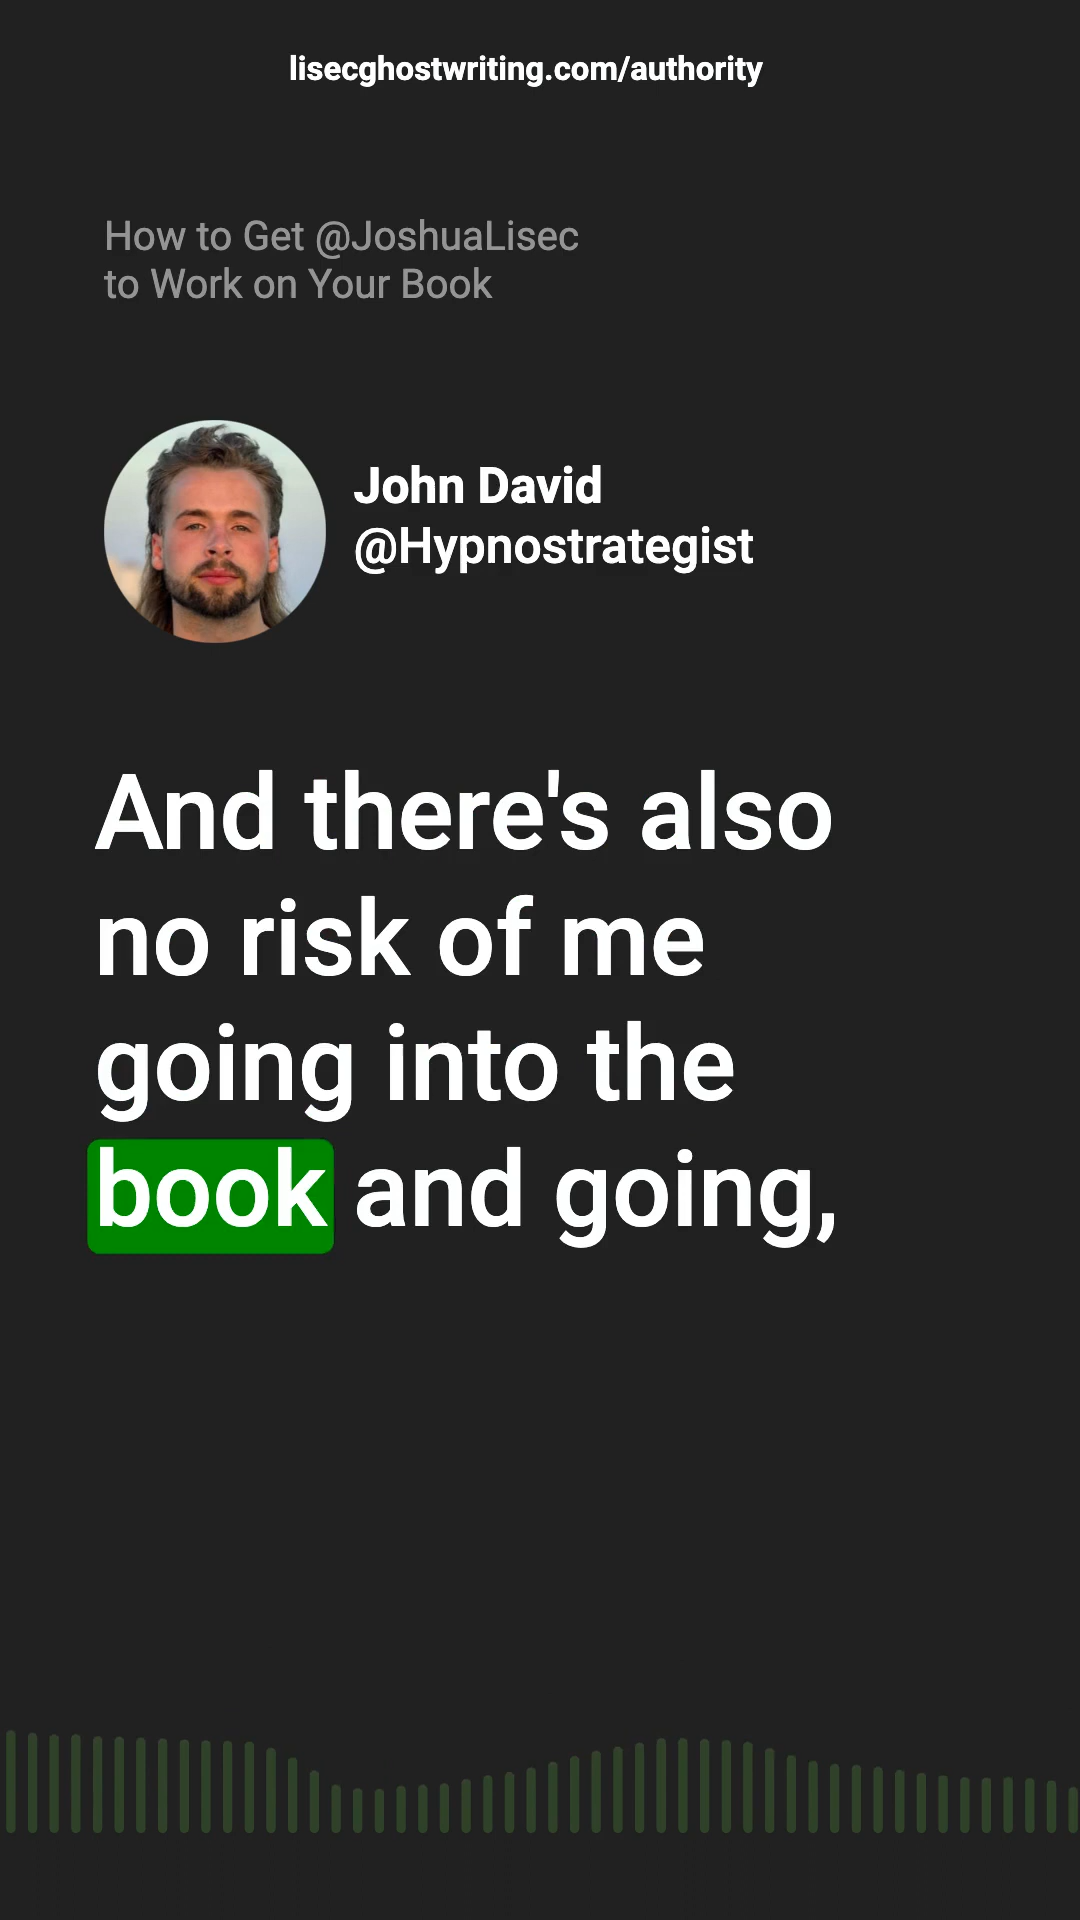 lisecghostwriting.com/authority
How to Get @JoshuaLisec
to Work on Your Book
John David
@Hypnostrategist
And there's also
no risk of me
going into the
book and going,